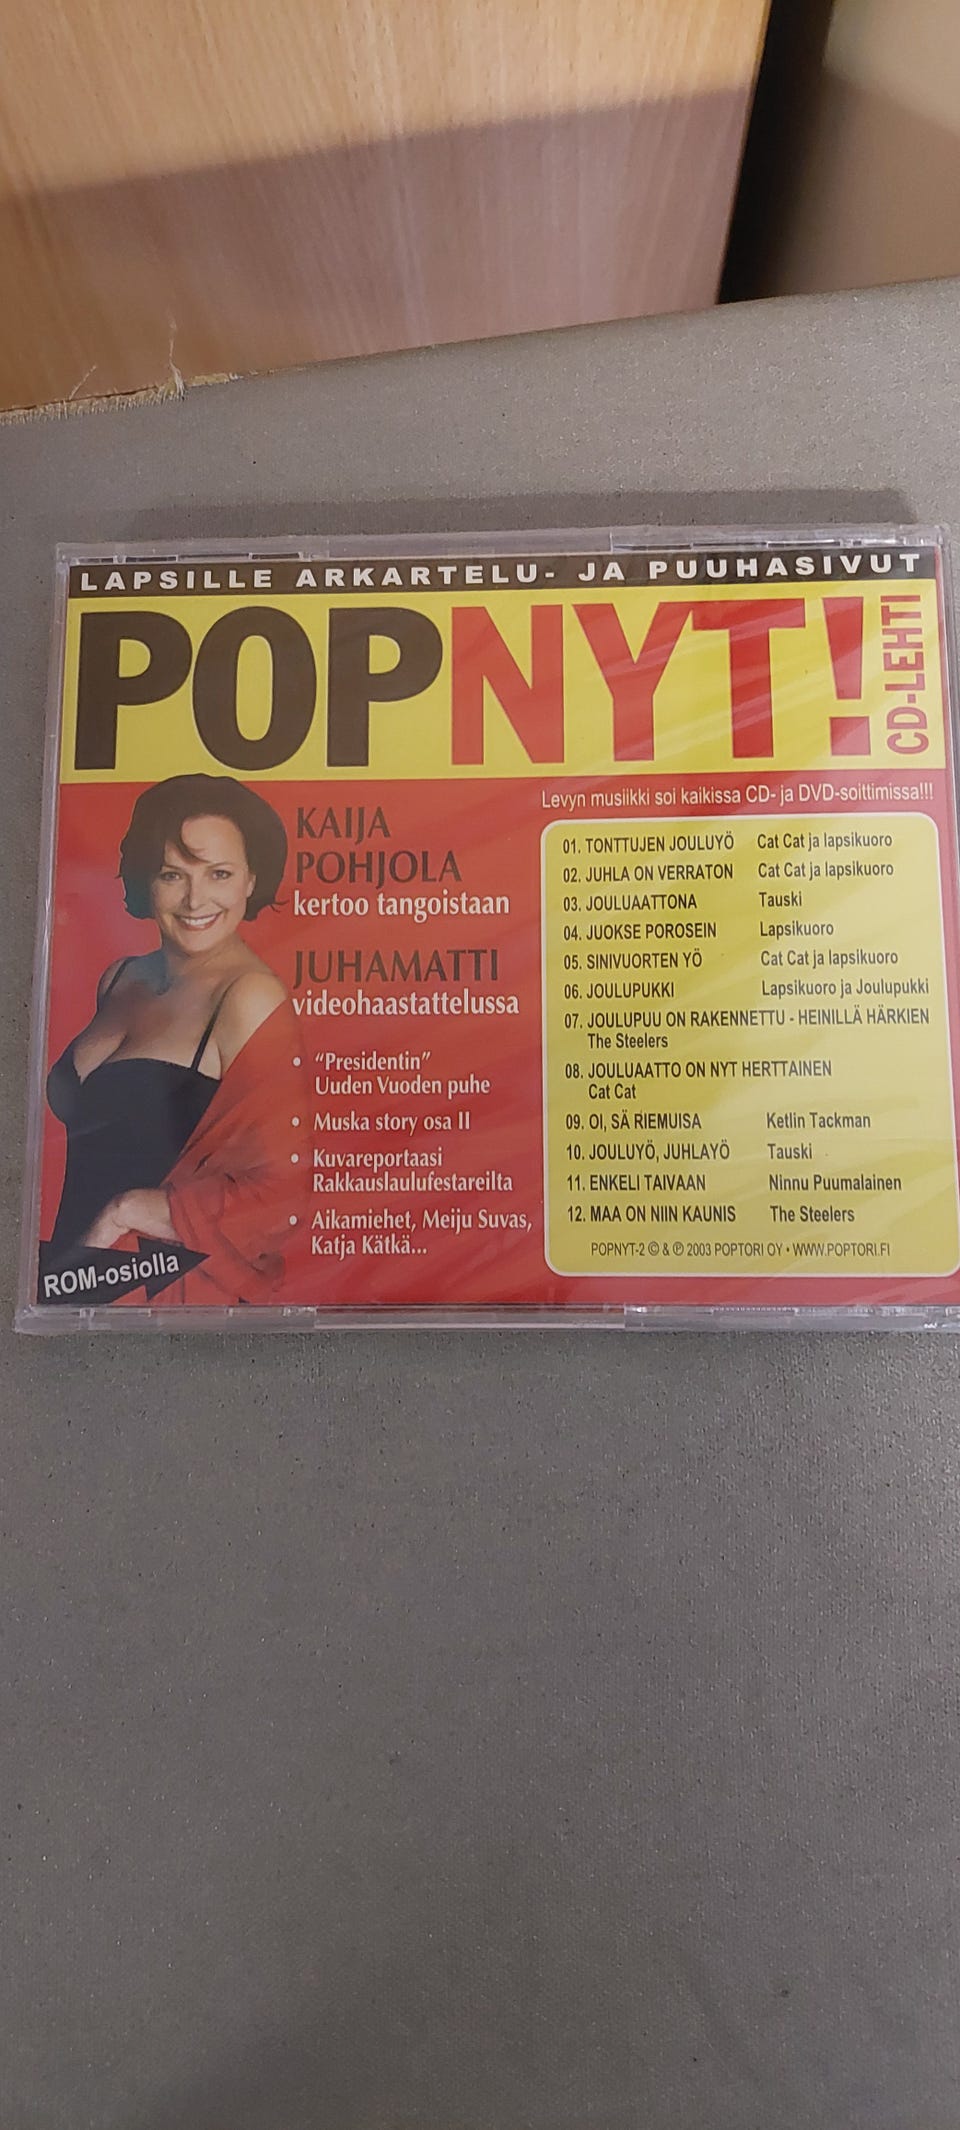 LAPSILLE ARKARTELU- JA PUUHASIVUT
POPNYT!
CD-LEHTI
KAIJA
POHJOLA
kertoo tangoistaan
JUHAMATTI
videohaastattelussa
• "Presidentin"
Uuden Vuoden puhe
• Muska story osa II
• Kuvareportaasi
Rakkauslaulufestareilta
• Aikamiehet, Meiju Suvas,
Katja Kätkä...
ROM-osiolla
Levyn musiikki soi kaikissa CD- ja DVD-soittimissa!!!
01. TONTTUJEN JOULUYÖ Cat Cat ja lapsikuoro
02. JUHLA ON VERRATON Cat Cat ja lapsikuoro
03. JOULUAATTONA Tauski
04. JUOKSE POROSEIN Lapsikuoro
05. SINIVUORTEN YÖ Cat Cat ja lapsikuoro
06. JOULUPUKKI Lapsikuoro ja Joulupukki
07. JOULUPUU ON RAKENNETTU - HEINILLÄ HÄRKIEN
The Steelers
08. JOULUAATTO ON NYT HERTTAINEN
Cat Cat
09. OI, SÄ RIEMUISA Ketlin Tackman
10. JOULUYÖ, JUHLAYÖ Tauski
11. ENKELI TAIVAAN Ninnu Puumalainen
12. MAA ON NIIN KAUNIS The Steelers
POPNYT-2 © & ℗ 2003 POPTORI OY • WWW.POPTORI.FI